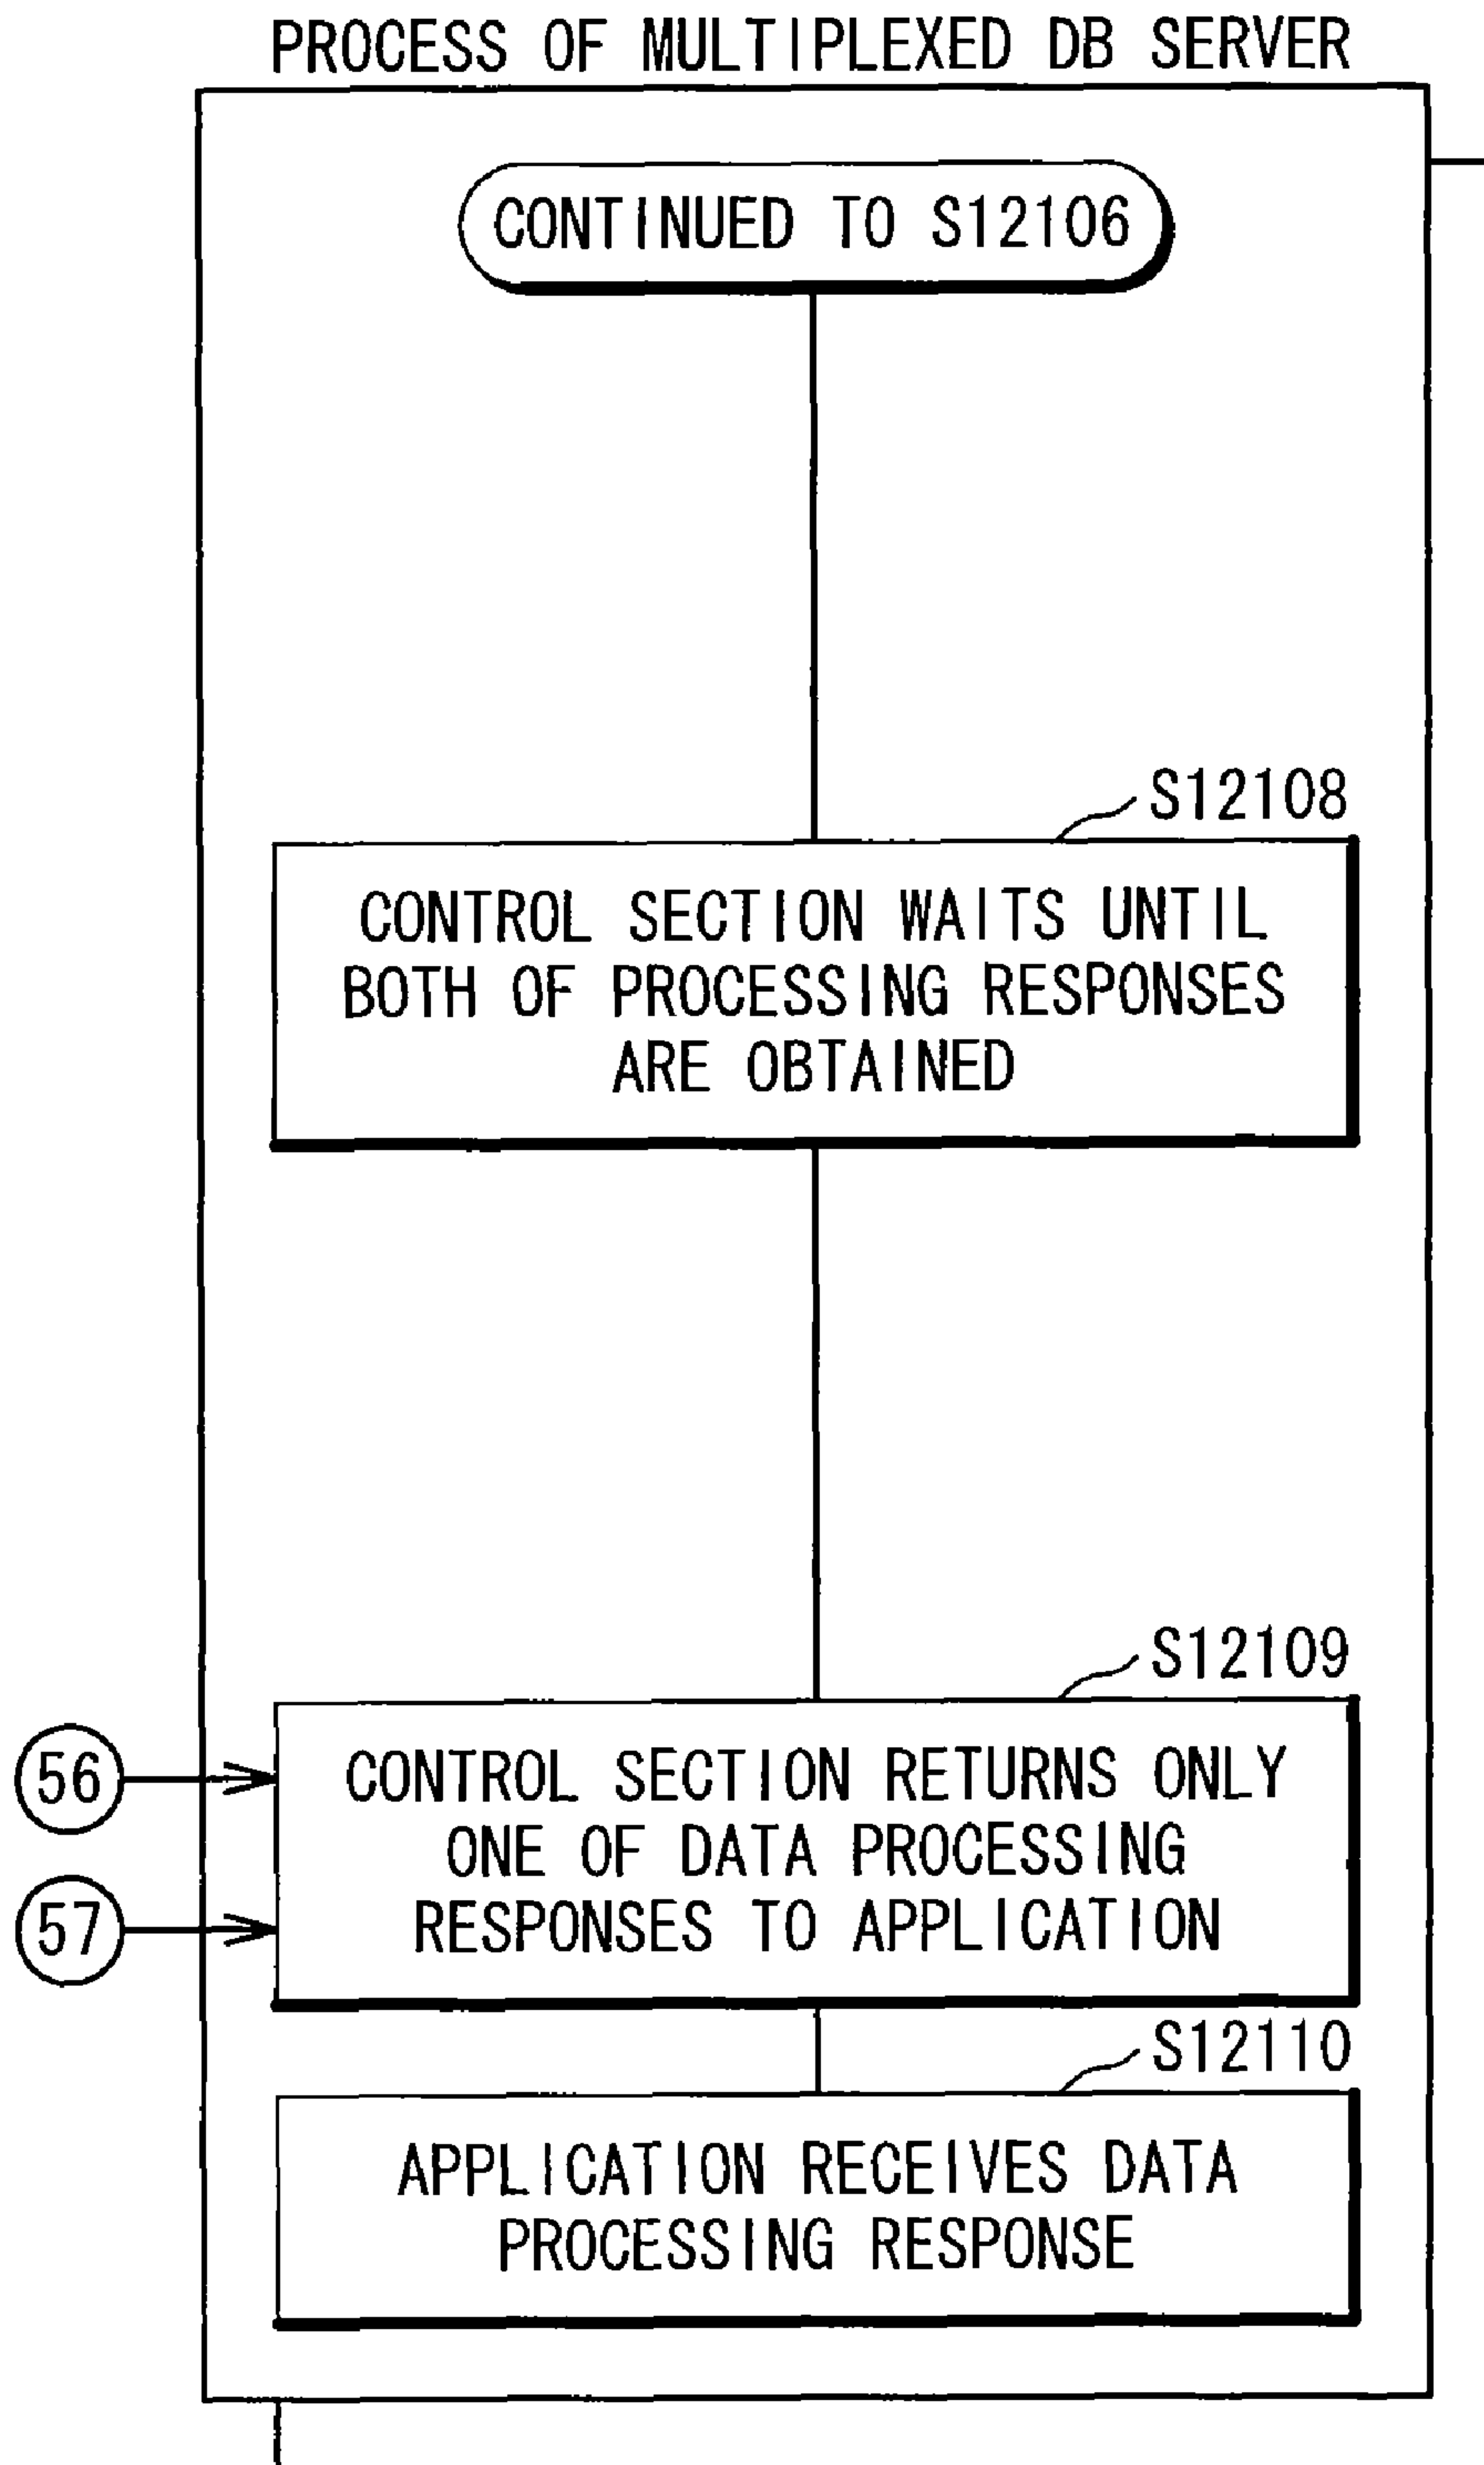 PROCESS OF MULTIPLEXED DB SERVER
CONTINUED TO S12106
S12108
CONTROL SECTION WAITS UNTIL
BOTH OF PROCESSING RESPONSES
ARE OBTAINED
S12109
56
CONTROL SECTION RETURNS ONLY
ONE OF DATA PROCESSING
57
RESPONSES TO APPLICATION
S12110
APPLICATION RECEIVES DATA
PROCESSING RESPONSE